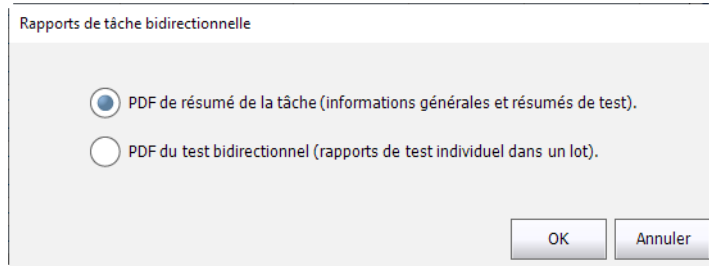 Rapports de tâche bidirectionnelle
PDF de résumé de la tâche (informations générales et résumés de test).
PDF du test bidirectionnel (rapports de test individuel dans un lot).
OK Annuler